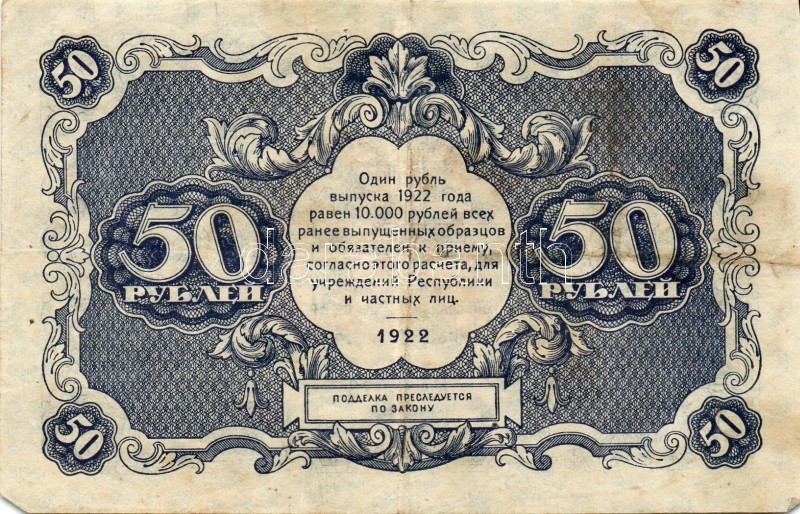 50
50
Один рубль
выпуска 1922 года
равен 10.000 рублей всех
ранее выпущенных образцов
и обязателен к приему,
согласно этого расчета, для
учреждений Республики
и частных лиц.
1922
50
РУБЛЕЙ
50
РУБЛЕЙ
ПОДДЕЛКА ПРЕСЛЕДУЕТСЯ
ПО ЗАКОНУ
50
50